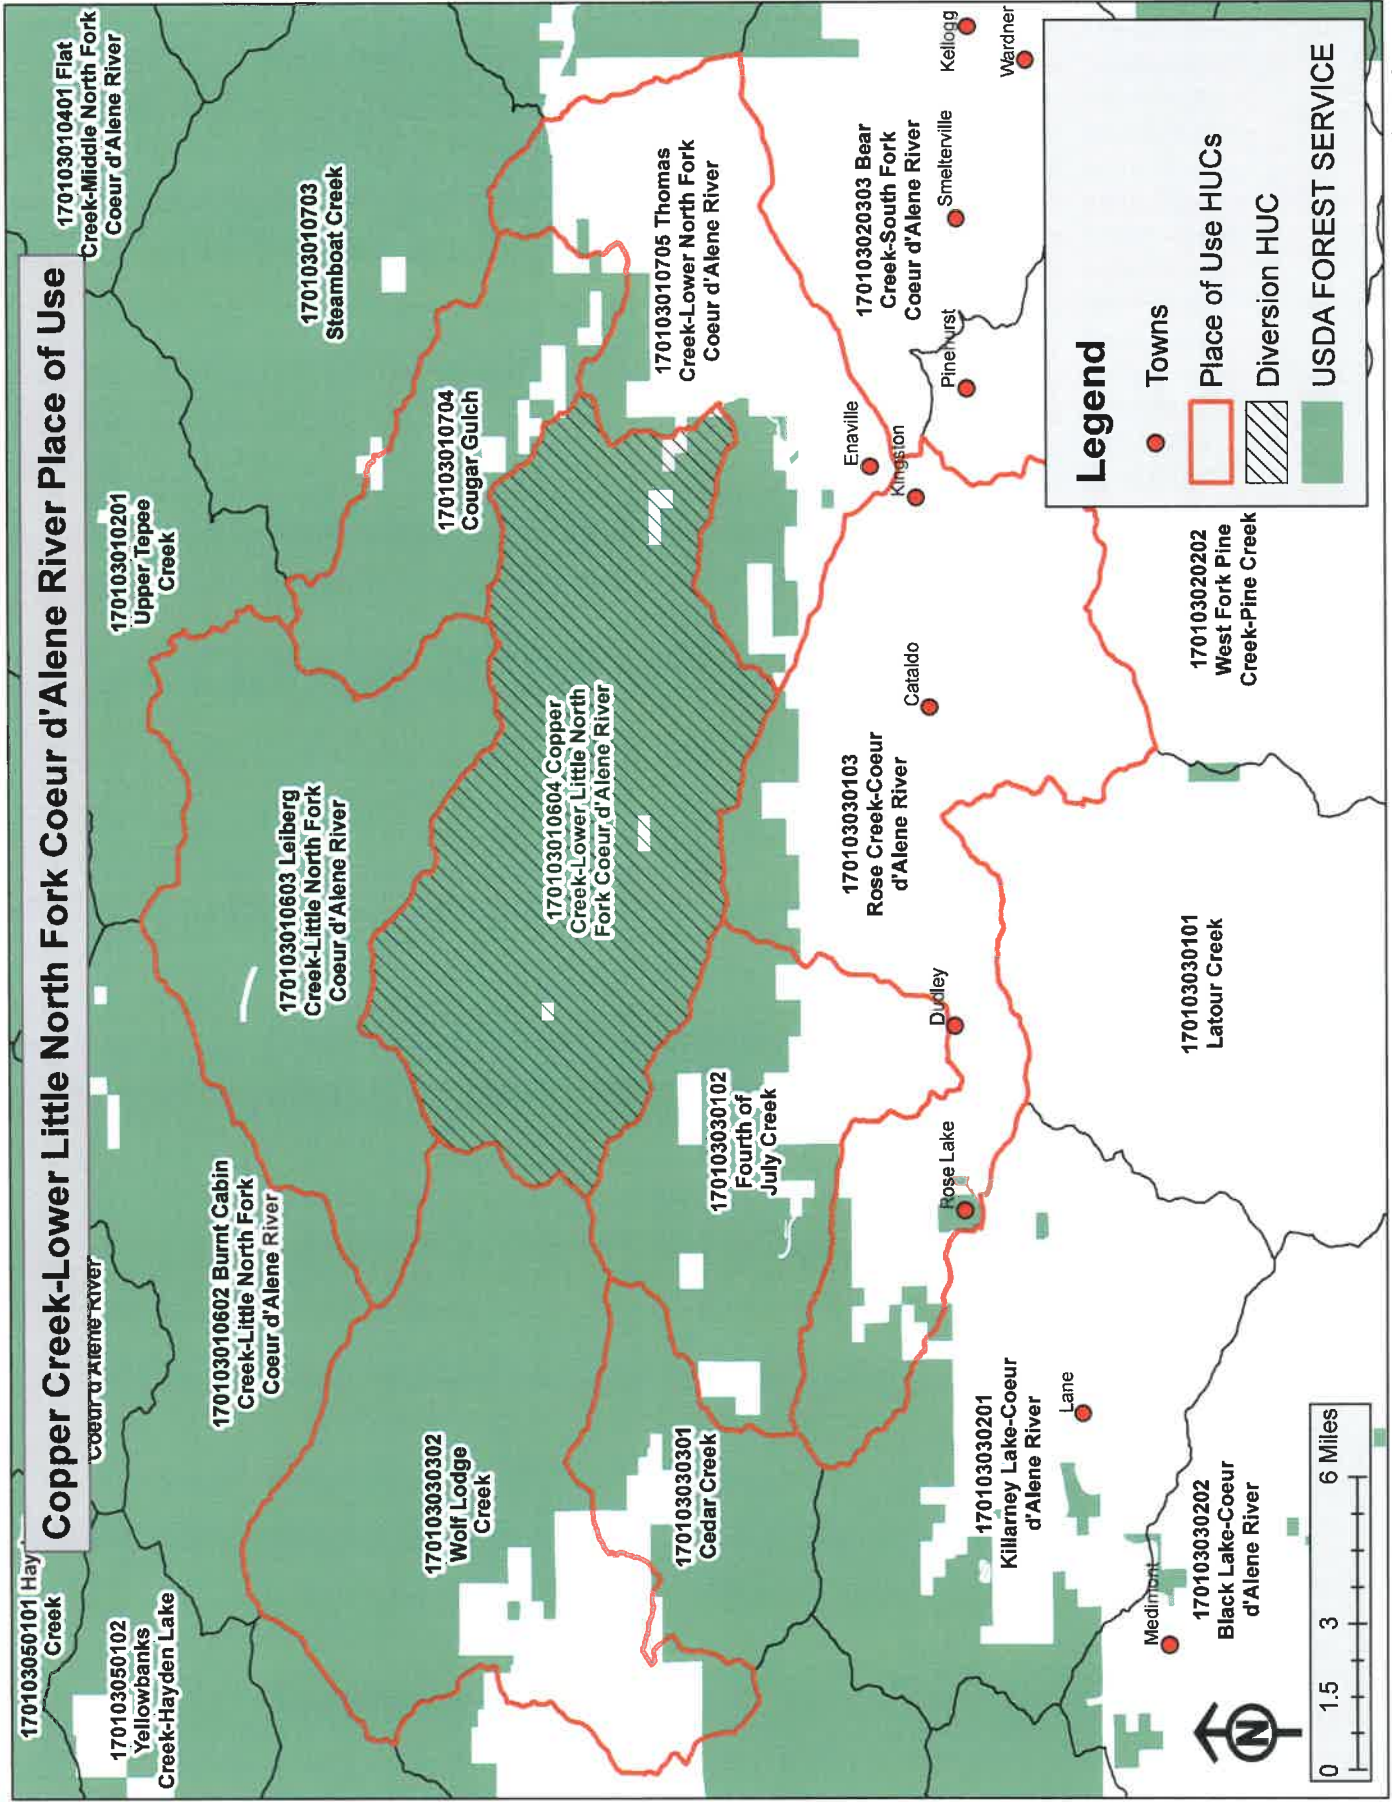 Copper Creek-Lower Little North Fork Coeur d'Alene River Place of Use
170103050101 Hay
Creek
170103050102
Yellowbanks
Creek-Hayden Lake
Coeur d'Alene River
170103010602 Burnt Cabin
Creek-Little North Fork
Coeur d'Alene River
170103010603 Leiberg
Creek-Little North Fork
Coeur d'Alene River
170103010201
Upper Tepee
Creek
170103010401 Flat
Creek-Middle North Fork
Coeur d'Alene River
170103010703
Steamboat Creek
170103010704
Cougar Gulch
170103030302
Wolf Lodge
Creek
170103010604 Copper
Creek-Lower Little North
Fork Coeur d'Alene River
170103010705 Thomas
Creek-Lower North Fork
Coeur d'Alene River
170103030301
Cedar Creek
170103030102
Fourth of
July Creek
170103030103
Rose Creek-Coeur
d'Alene River
170103020303 Bear
Creek-South Fork
Coeur d'Alene River
Rose Lake
Dudley
Cataldo
Enaville
Kingston
Pinehurst
Smelterville
Kellogg
Wardner
170103030201
Killarney Lake-Coeur
d'Alene River
Lane
Medimont
170103030202
Black Lake-Coeur
d'Alene River
170103030101
Latour Creek
170103020202
West Fork Pine
Creek-Pine Creek
Legend
Towns
Place of Use HUCs
Diversion HUC
USDA FOREST SERVICE
N
0 1.5 3 6 Miles